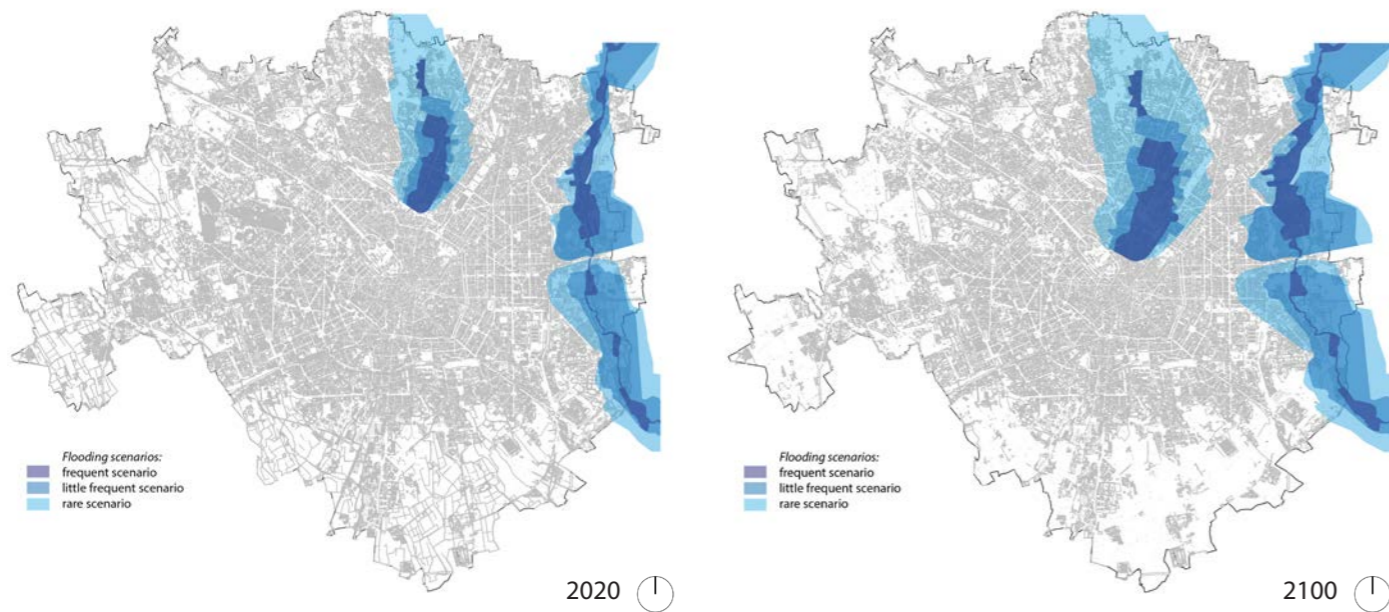 Flooding scenarios:
frequent scenario
little frequent scenario
rare scenario
2020
Flooding scenarios:
frequent scenario
little frequent scenario
rare scenario
2100